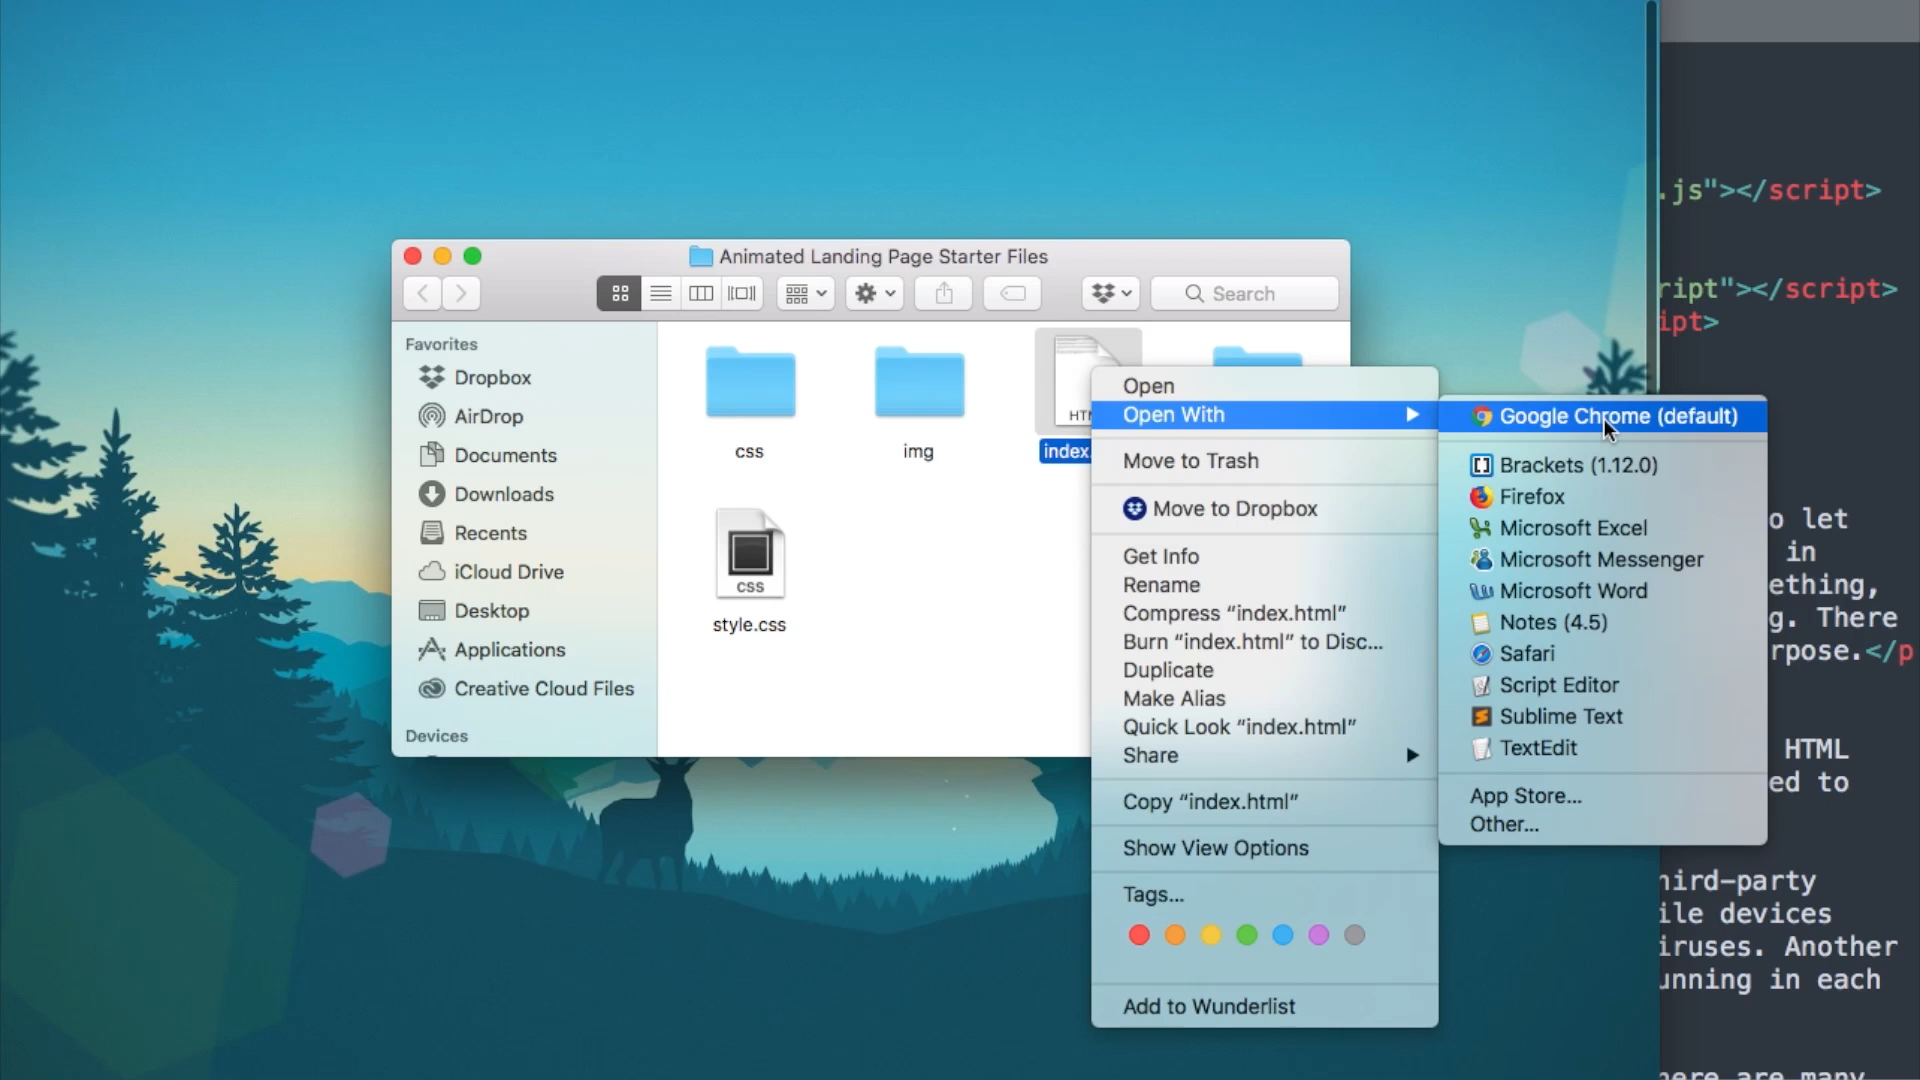 Animated Landing Page Starter Files
Search
Favorites
Dropbox
AirDrop
Documents
Downloads
Recents
iCloud Drive
Desktop
Applications
Creative Cloud Files
Devices
css
img
HTM
index.
css
style.css
Open
Open With
Move to Trash
Move to Dropbox
Get Info
Rename
Compress “index.html”
Burn “index.html” to Disc...
Duplicate
Make Alias
Quick Look “index.html”
Share
Copy “index.html”
Show View Options
Tags...
Add to Wunderlist
Google Chrome (default)
Brackets (1.12.0)
Firefox
Microsoft Excel
Microsoft Messenger
Microsoft Word
Notes (4.5)
Safari
Script Editor
Sublime Text
TextEdit
App Store...
Other...
.js"></script>
ript"></script>
ipt>
o let
in
ething,
g. There
rpose.</p
HTML
ed to
hird-party
ile devices
iruses. Another
unning in each
here are many